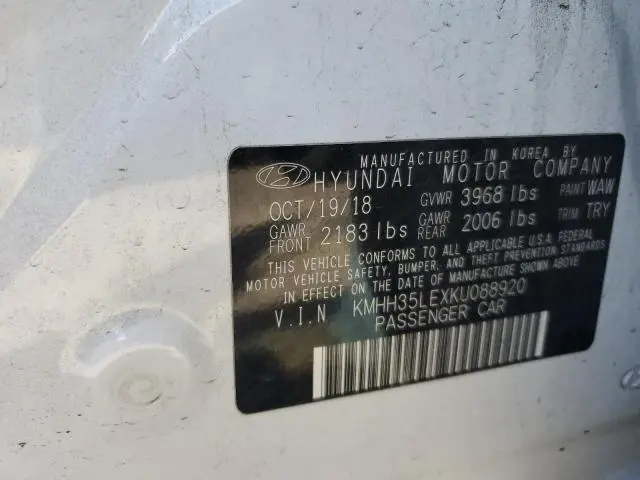 MANUFACTURED IN KOREA BY
HYUNDAI MOTOR COMPANY
OCT/19/18 GVWR 3968 lbs PAINT WAW
GAWR FRONT 2183 lbs GAWR REAR 2006 lbs TRIM TRY
THIS VEHICLE CONFORMS TO ALL APPLICABLE U.S.A. FEDERAL
MOTOR VEHICLE SAFETY, BUMPER, AND THEFT PREVENTION STANDARDS
IN EFFECT ON THE DATE OF MANUFACTURE SHOWN ABOVE
V.I.N KMHH35LEXKU088920
PASSENGER CAR